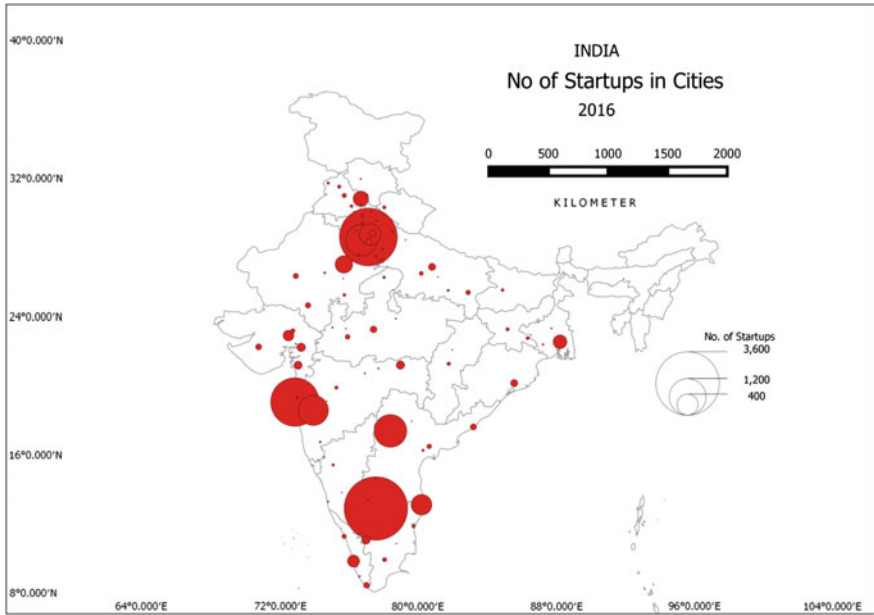 40°0.000'N
INDIA
No of Startups in Cities
2016
0 500 1000 1500 2000
KILOMETER
32°0.000'N
24°0.000'N
No. of Startups
3,600
1,200
400
16°0.000'N
8°0.000'N
64°0.000'E 72°0.000'E 80°0.000'E 88°0.000'E 96°0.000'E 104°0.000'E